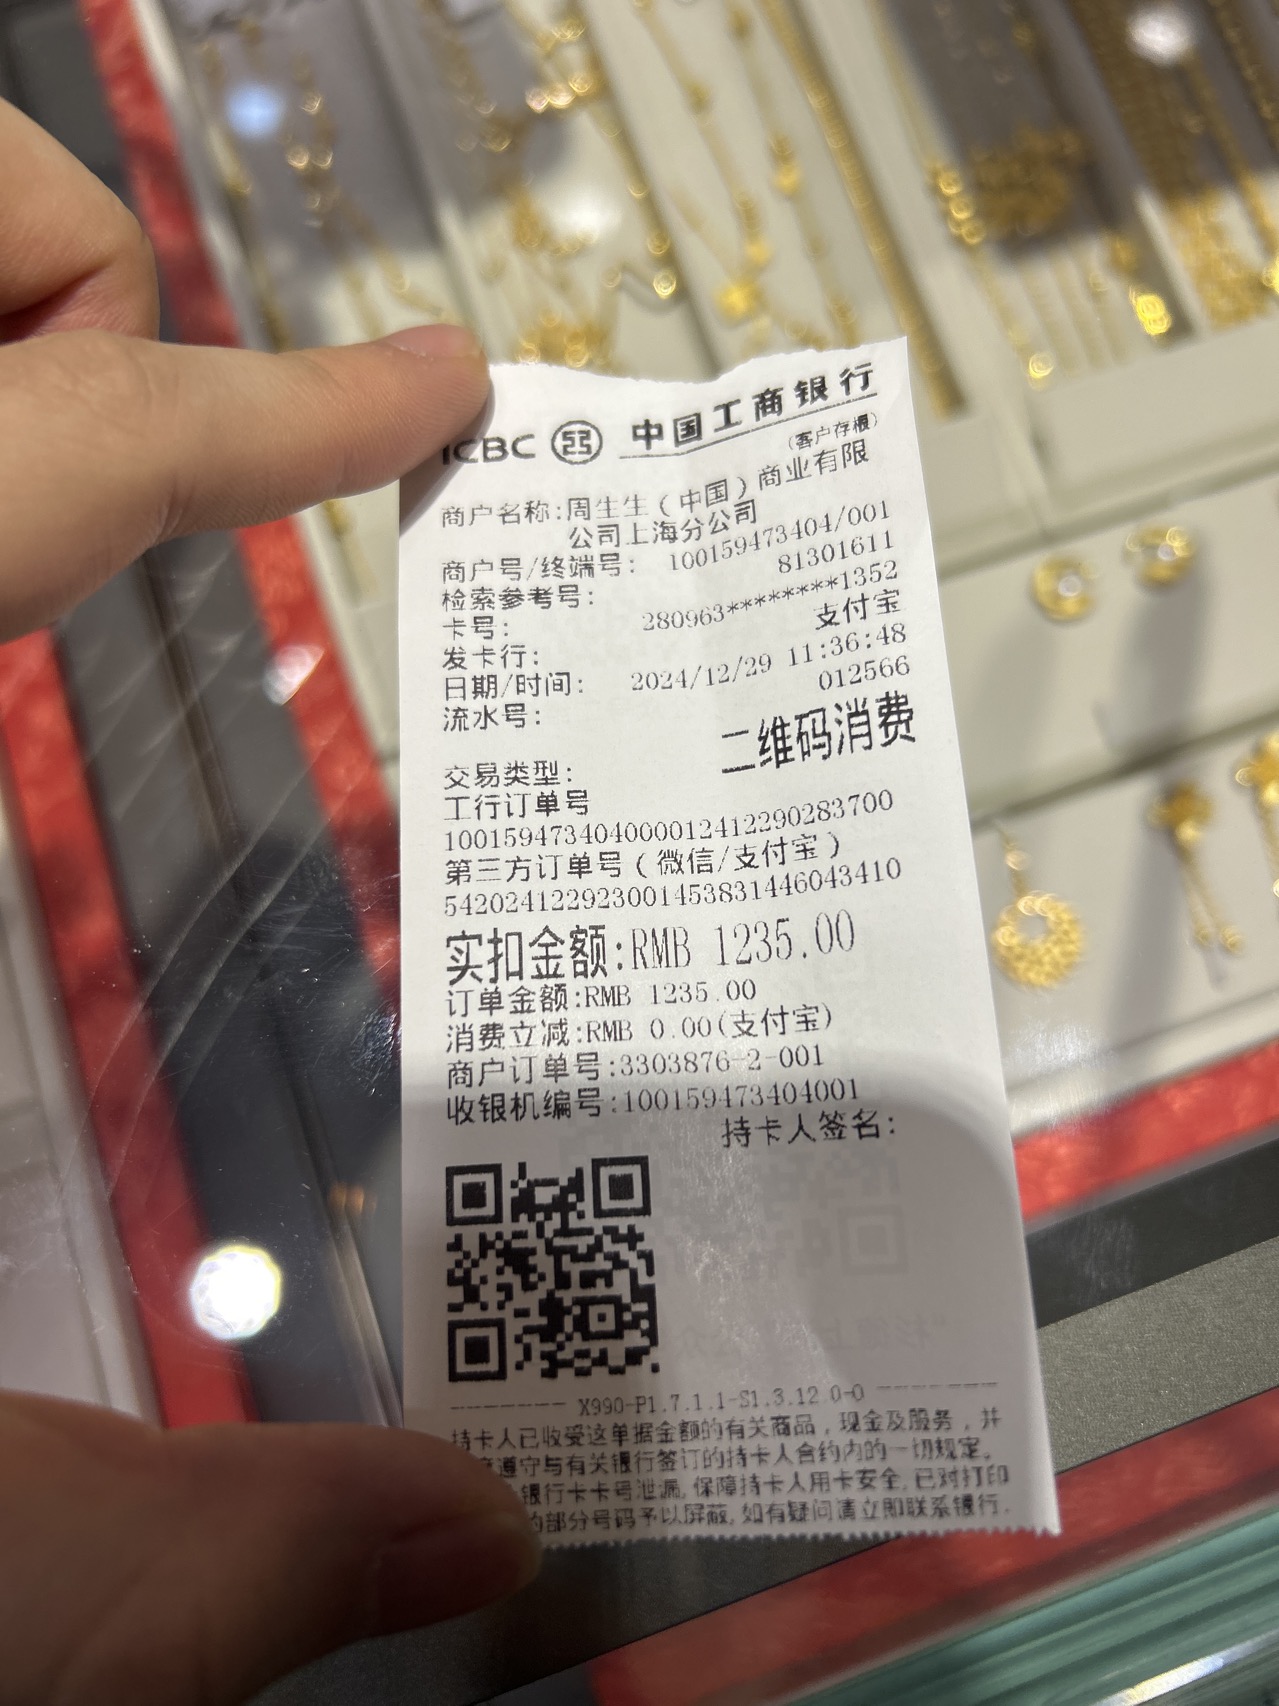 ICBC 中国工商银行
（客户存根）
商户名称:周生生（中国）商业有限
公司上海分公司
商户号/终端号: 100159473404/001
检索参考号: 81301611
卡号: 280963********1352
发卡行: 支付宝
日期/时间: 2024/12/29 11:36:48
流水号: 012566
交易类型: 二维码消费
工行订单号
100159473404000012412290283700
第三方订单号（微信/支付宝）
5420241229230014538314460434​10
实扣金额:RMB 1235.00
订单金额:RMB 1235.00
消费立减:RMB 0.00(支付宝)
商户订单号:3303876-2-001
收银机编号:100159473404001
持卡人签名:
X990-P1.7.1.1-S1.3.12.0-0
持卡人已收受这单据金额的有关商品，现金及服务，并
遵守与有关银行签订的持卡人合约内的一切规定。
银行卡卡号泄漏,保障持卡人用卡安全,已对打印
的部分号码予以屏蔽,如有疑问请立即联系银行.